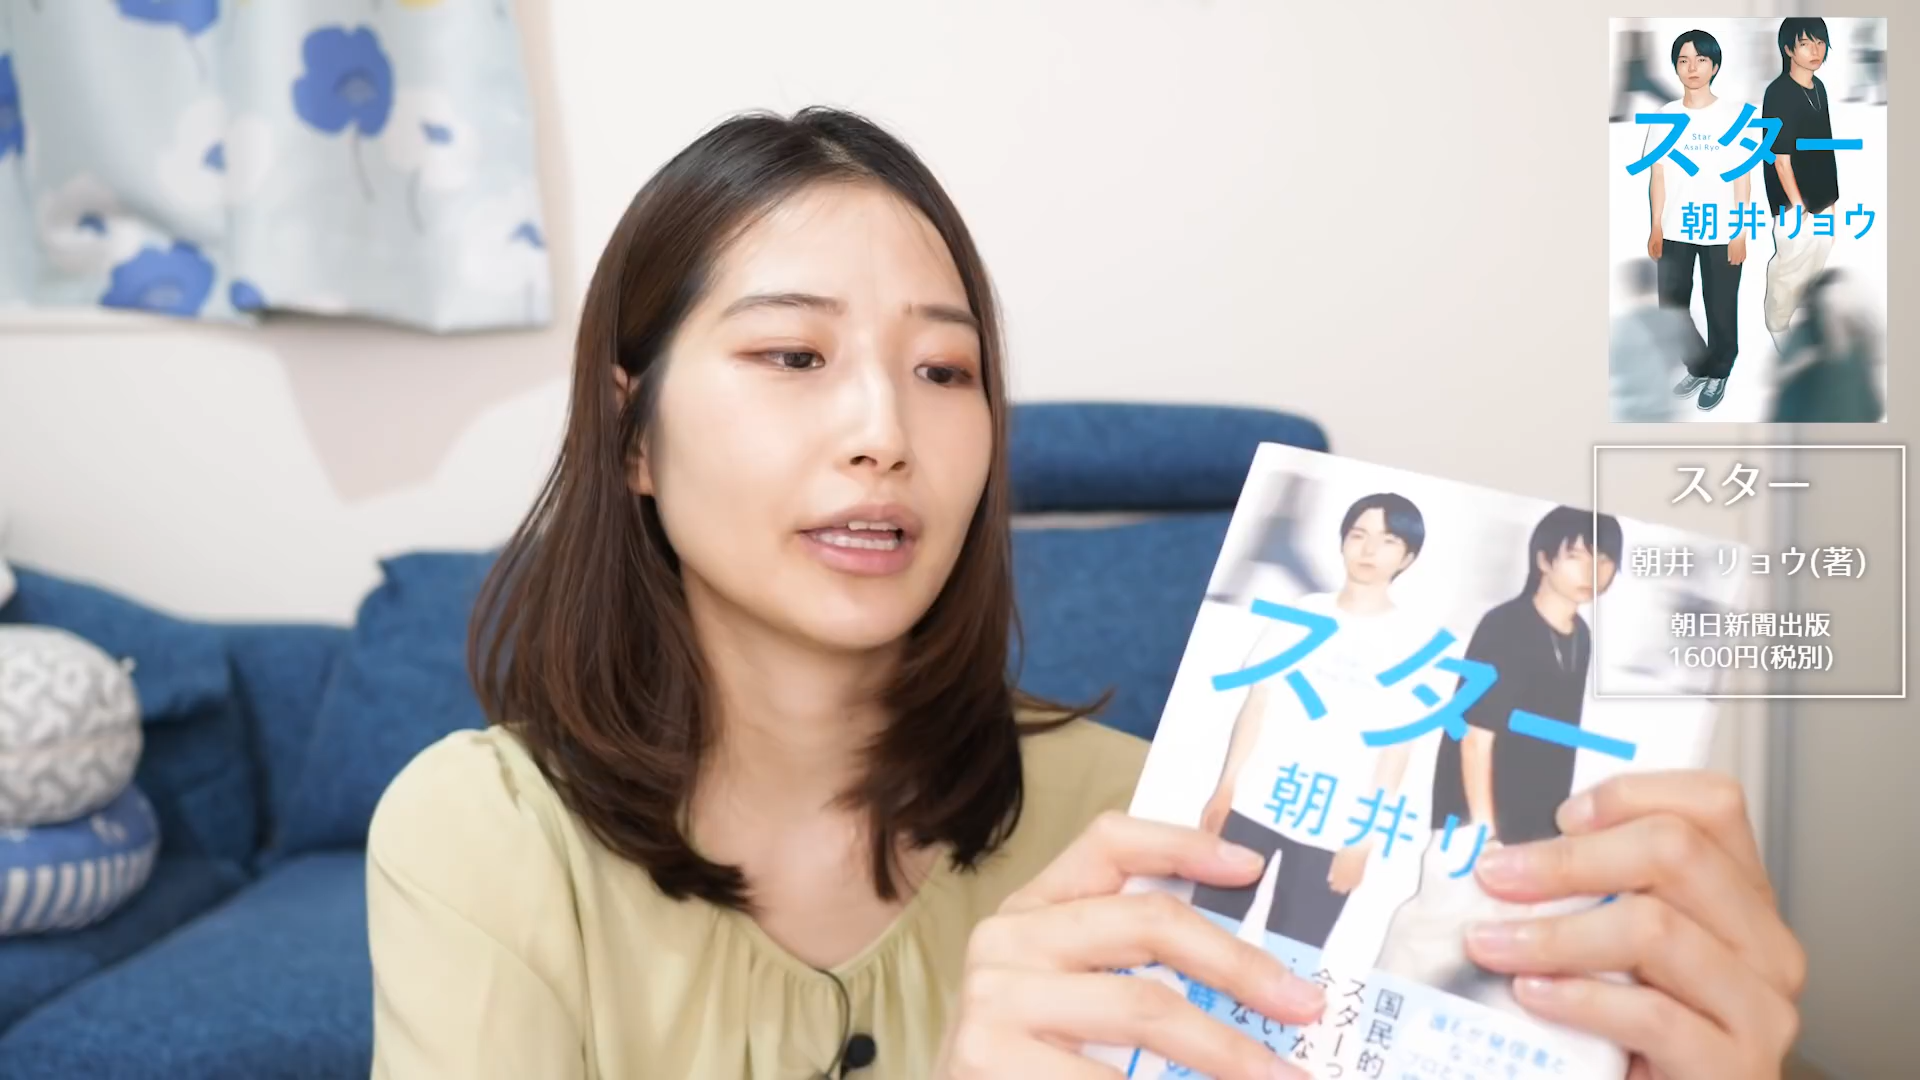 スター
Star
Asai Ryo
朝井リョウ
スター
朝井 リョウ(著)
朝日新聞出版
1600円(税別)
スター
朝井リ
国民的
スターっ